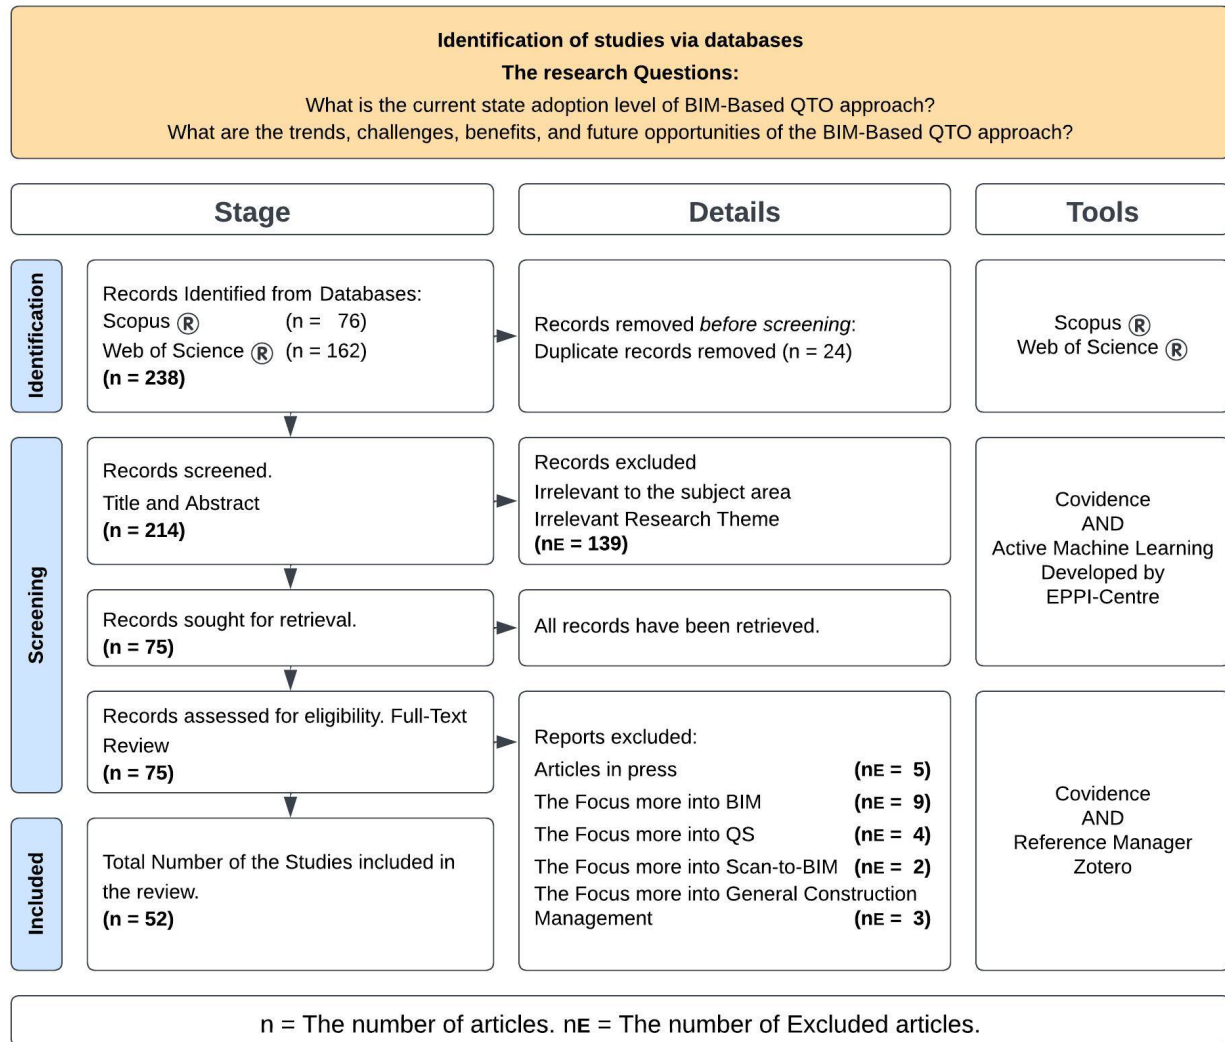 Identification of studies via databases
The research Questions:
What is the current state adoption level of BIM-Based QTO approach?
What are the trends, challenges, benefits, and future opportunities of the BIM-Based QTO approach?
Stage
Details
Tools
Identification
Records Identified from Databases:
Scopus ® (n = 76)
Web of Science ® (n = 162)
(n = 238)
Records removed before screening:
Duplicate records removed (n = 24)
Scopus ®
Web of Science ®
Screening
Records screened.
Title and Abstract
(n = 214)
Records excluded
Irrelevant to the subject area
Irrelevant Research Theme
(nE = 139)
Covidence
AND
Active Machine Learning
Developed by
EPPI-Centre
Records sought for retrieval.
(n = 75)
All records have been retrieved.
Records assessed for eligibility. Full-Text
Review
(n = 75)
Reports excluded:
Articles in press (nE = 5)
The Focus more into BIM (nE = 9)
The Focus more into QS (nE = 4)
The Focus more into Scan-to-BIM (nE = 2)
The Focus more into General Construction
Management (nE = 3)
Covidence
AND
Reference Manager
Zotero
Included
Total Number of the Studies included in
the review.
(n = 52)
n = The number of articles. nE = The number of Excluded articles.